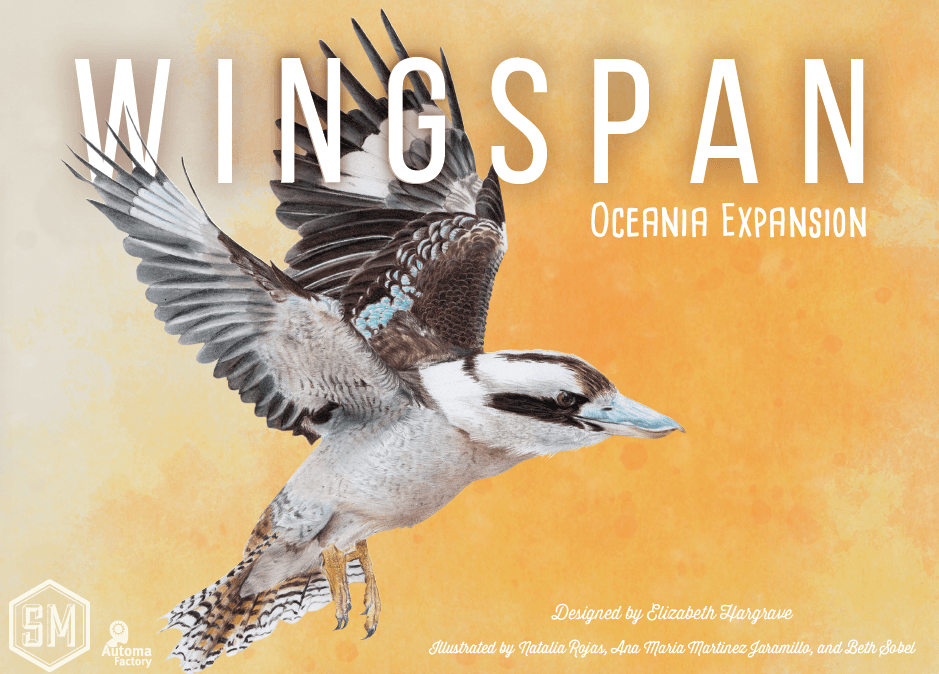 WINGSPAN
OCEANIA EXPANSION
Designed by Elizabeth Hargrave
Illustrated by Natalia Rojas, Ana Maria Martinez Jaramillo, and Beth Sobel
SM
Automa
Factory